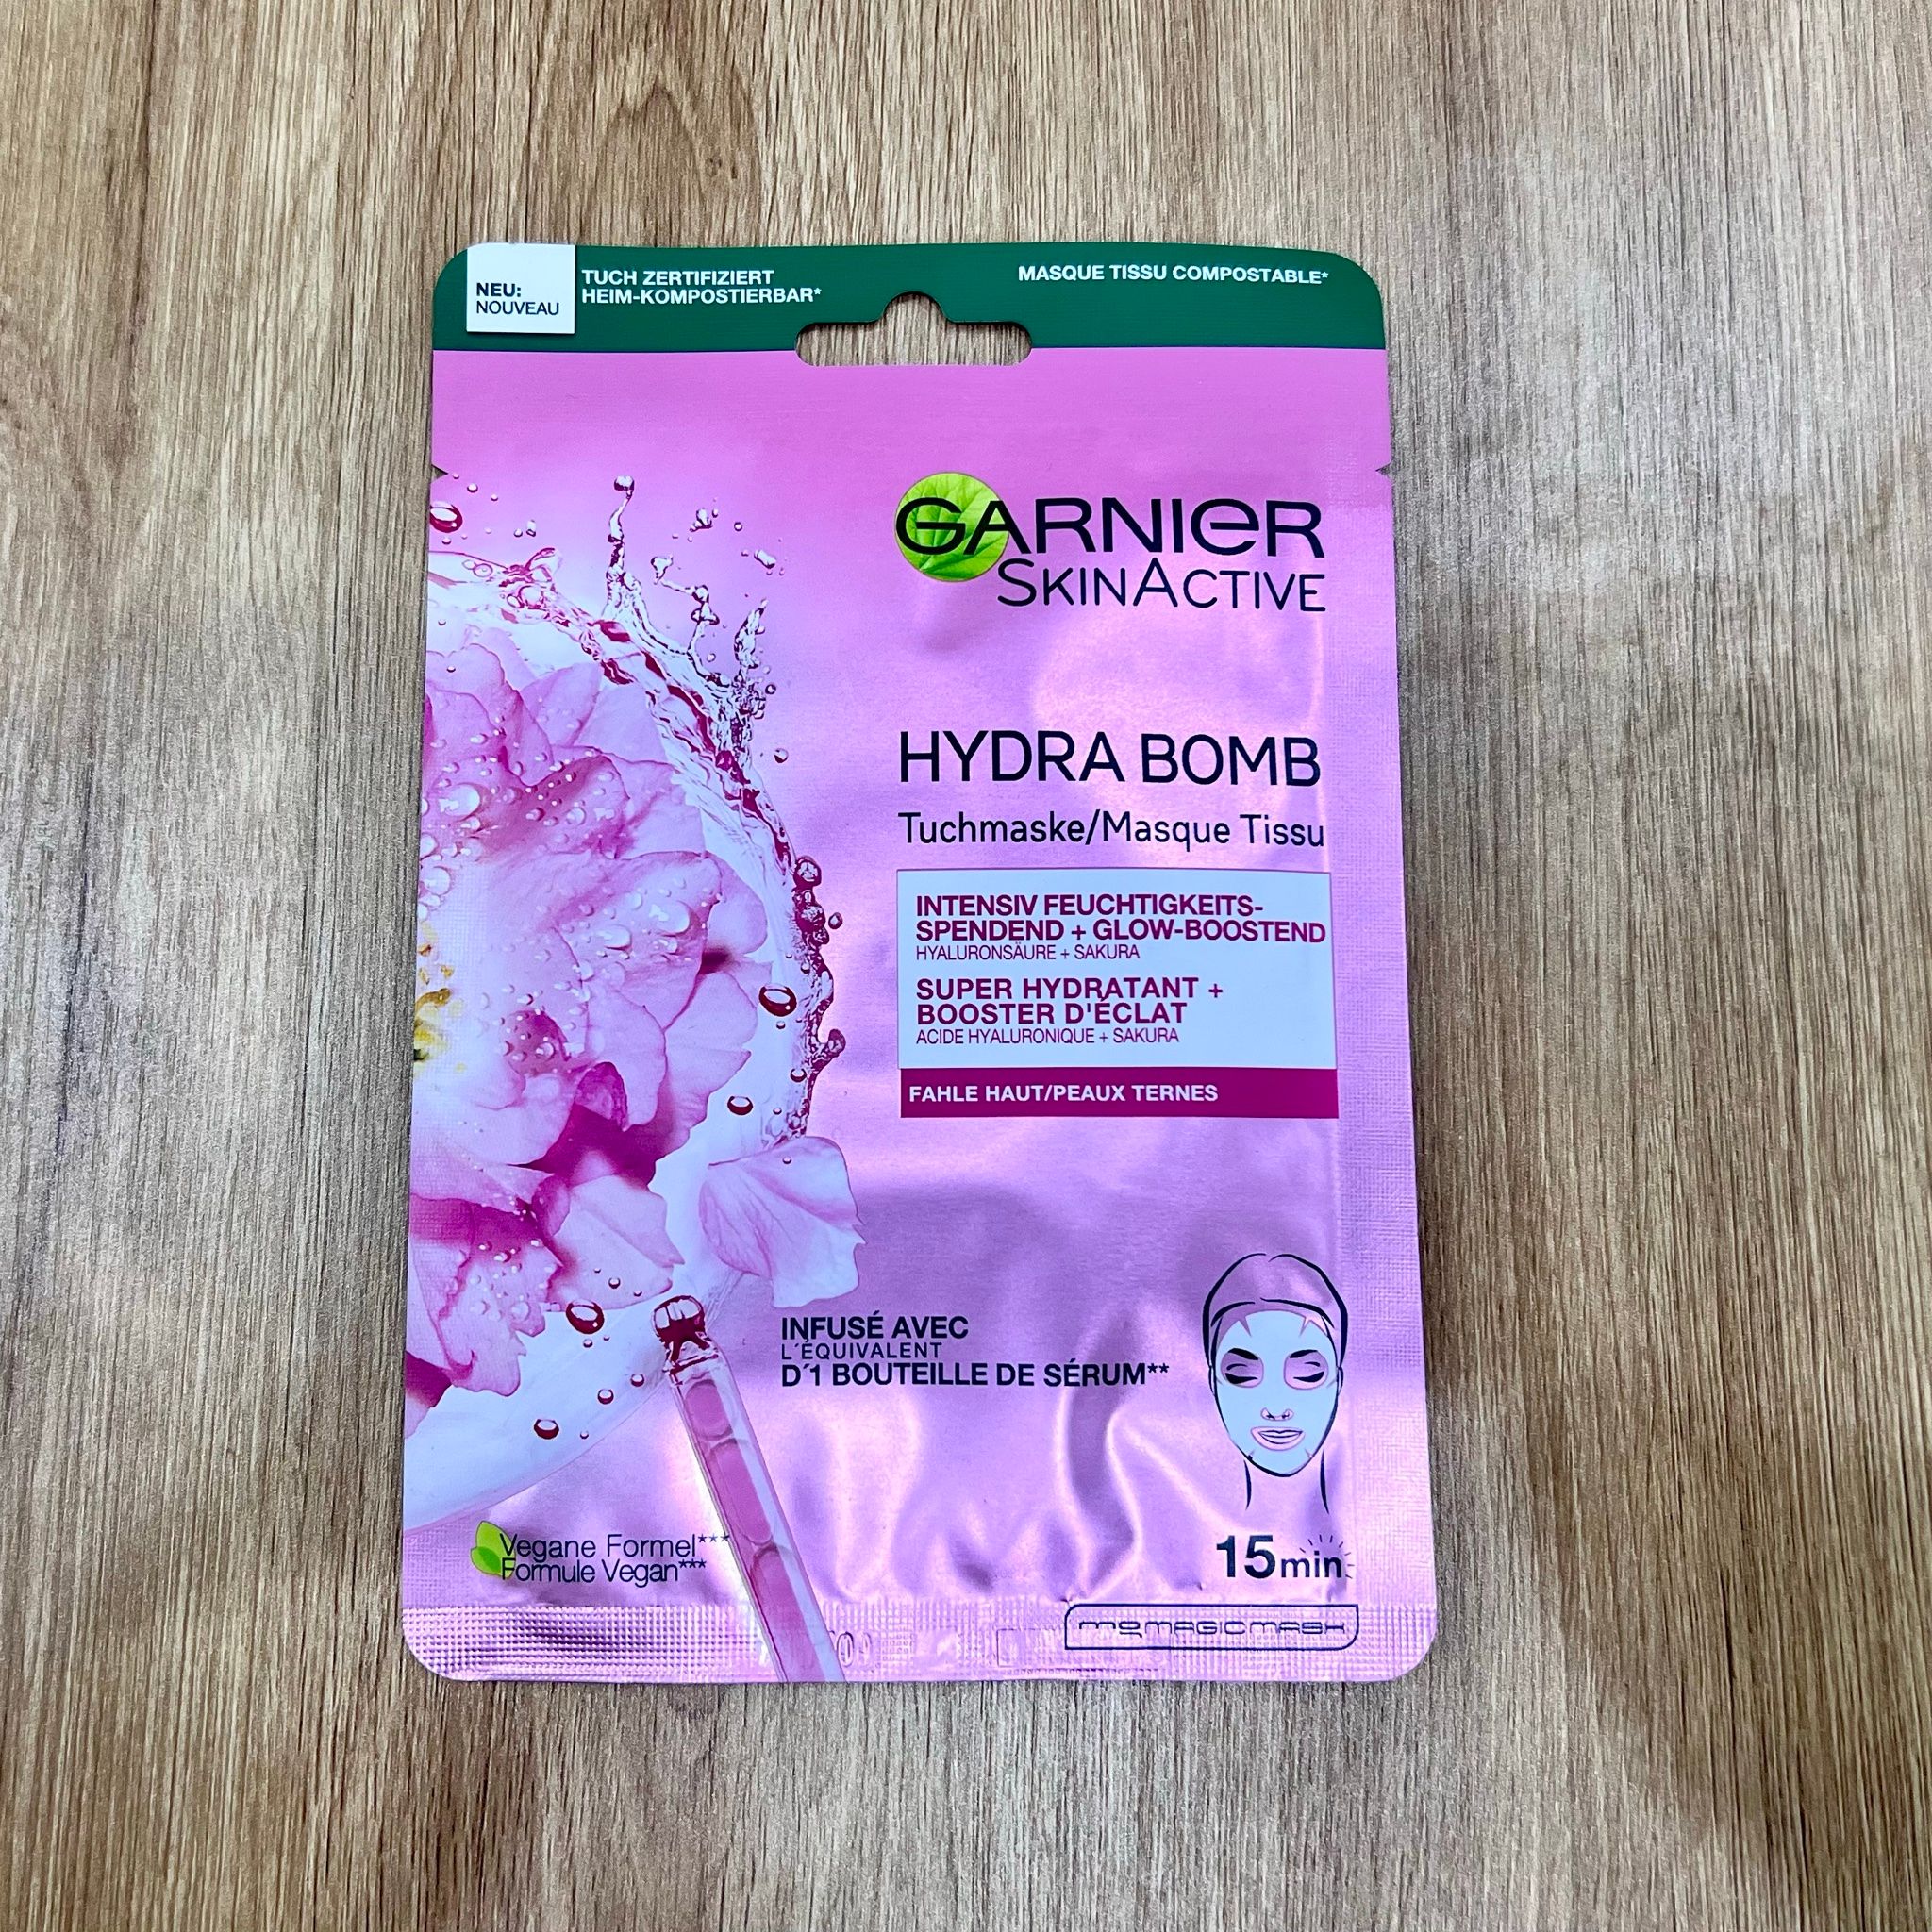 NEU:
NOUVEAU
TUCH ZERTIFIZIERT
HEIM-KOMPOSTIERBAR*
MASQUE TISSU COMPOSTABLE*
GARNIER
SKINACTIVE
HYDRA BOMB
Tuchmaske/Masque Tissu
INTENSIV FEUCHTIGKEITS-
SPENDEND + GLOW-BOOSTEND
HYALURONSÄURE + SAKURA
SUPER HYDRATANT +
BOOSTER D'ÉCLAT
ACIDE HYALURONIQUE + SAKURA
FAHLE HAUT/PEAUX TERNES
INFUSÉ AVEC
L´ÉQUIVALENT
D´1 BOUTEILLE DE SÉRUM**
Vegane Formel***
Formule Vegan***
15min
MAGICMASK